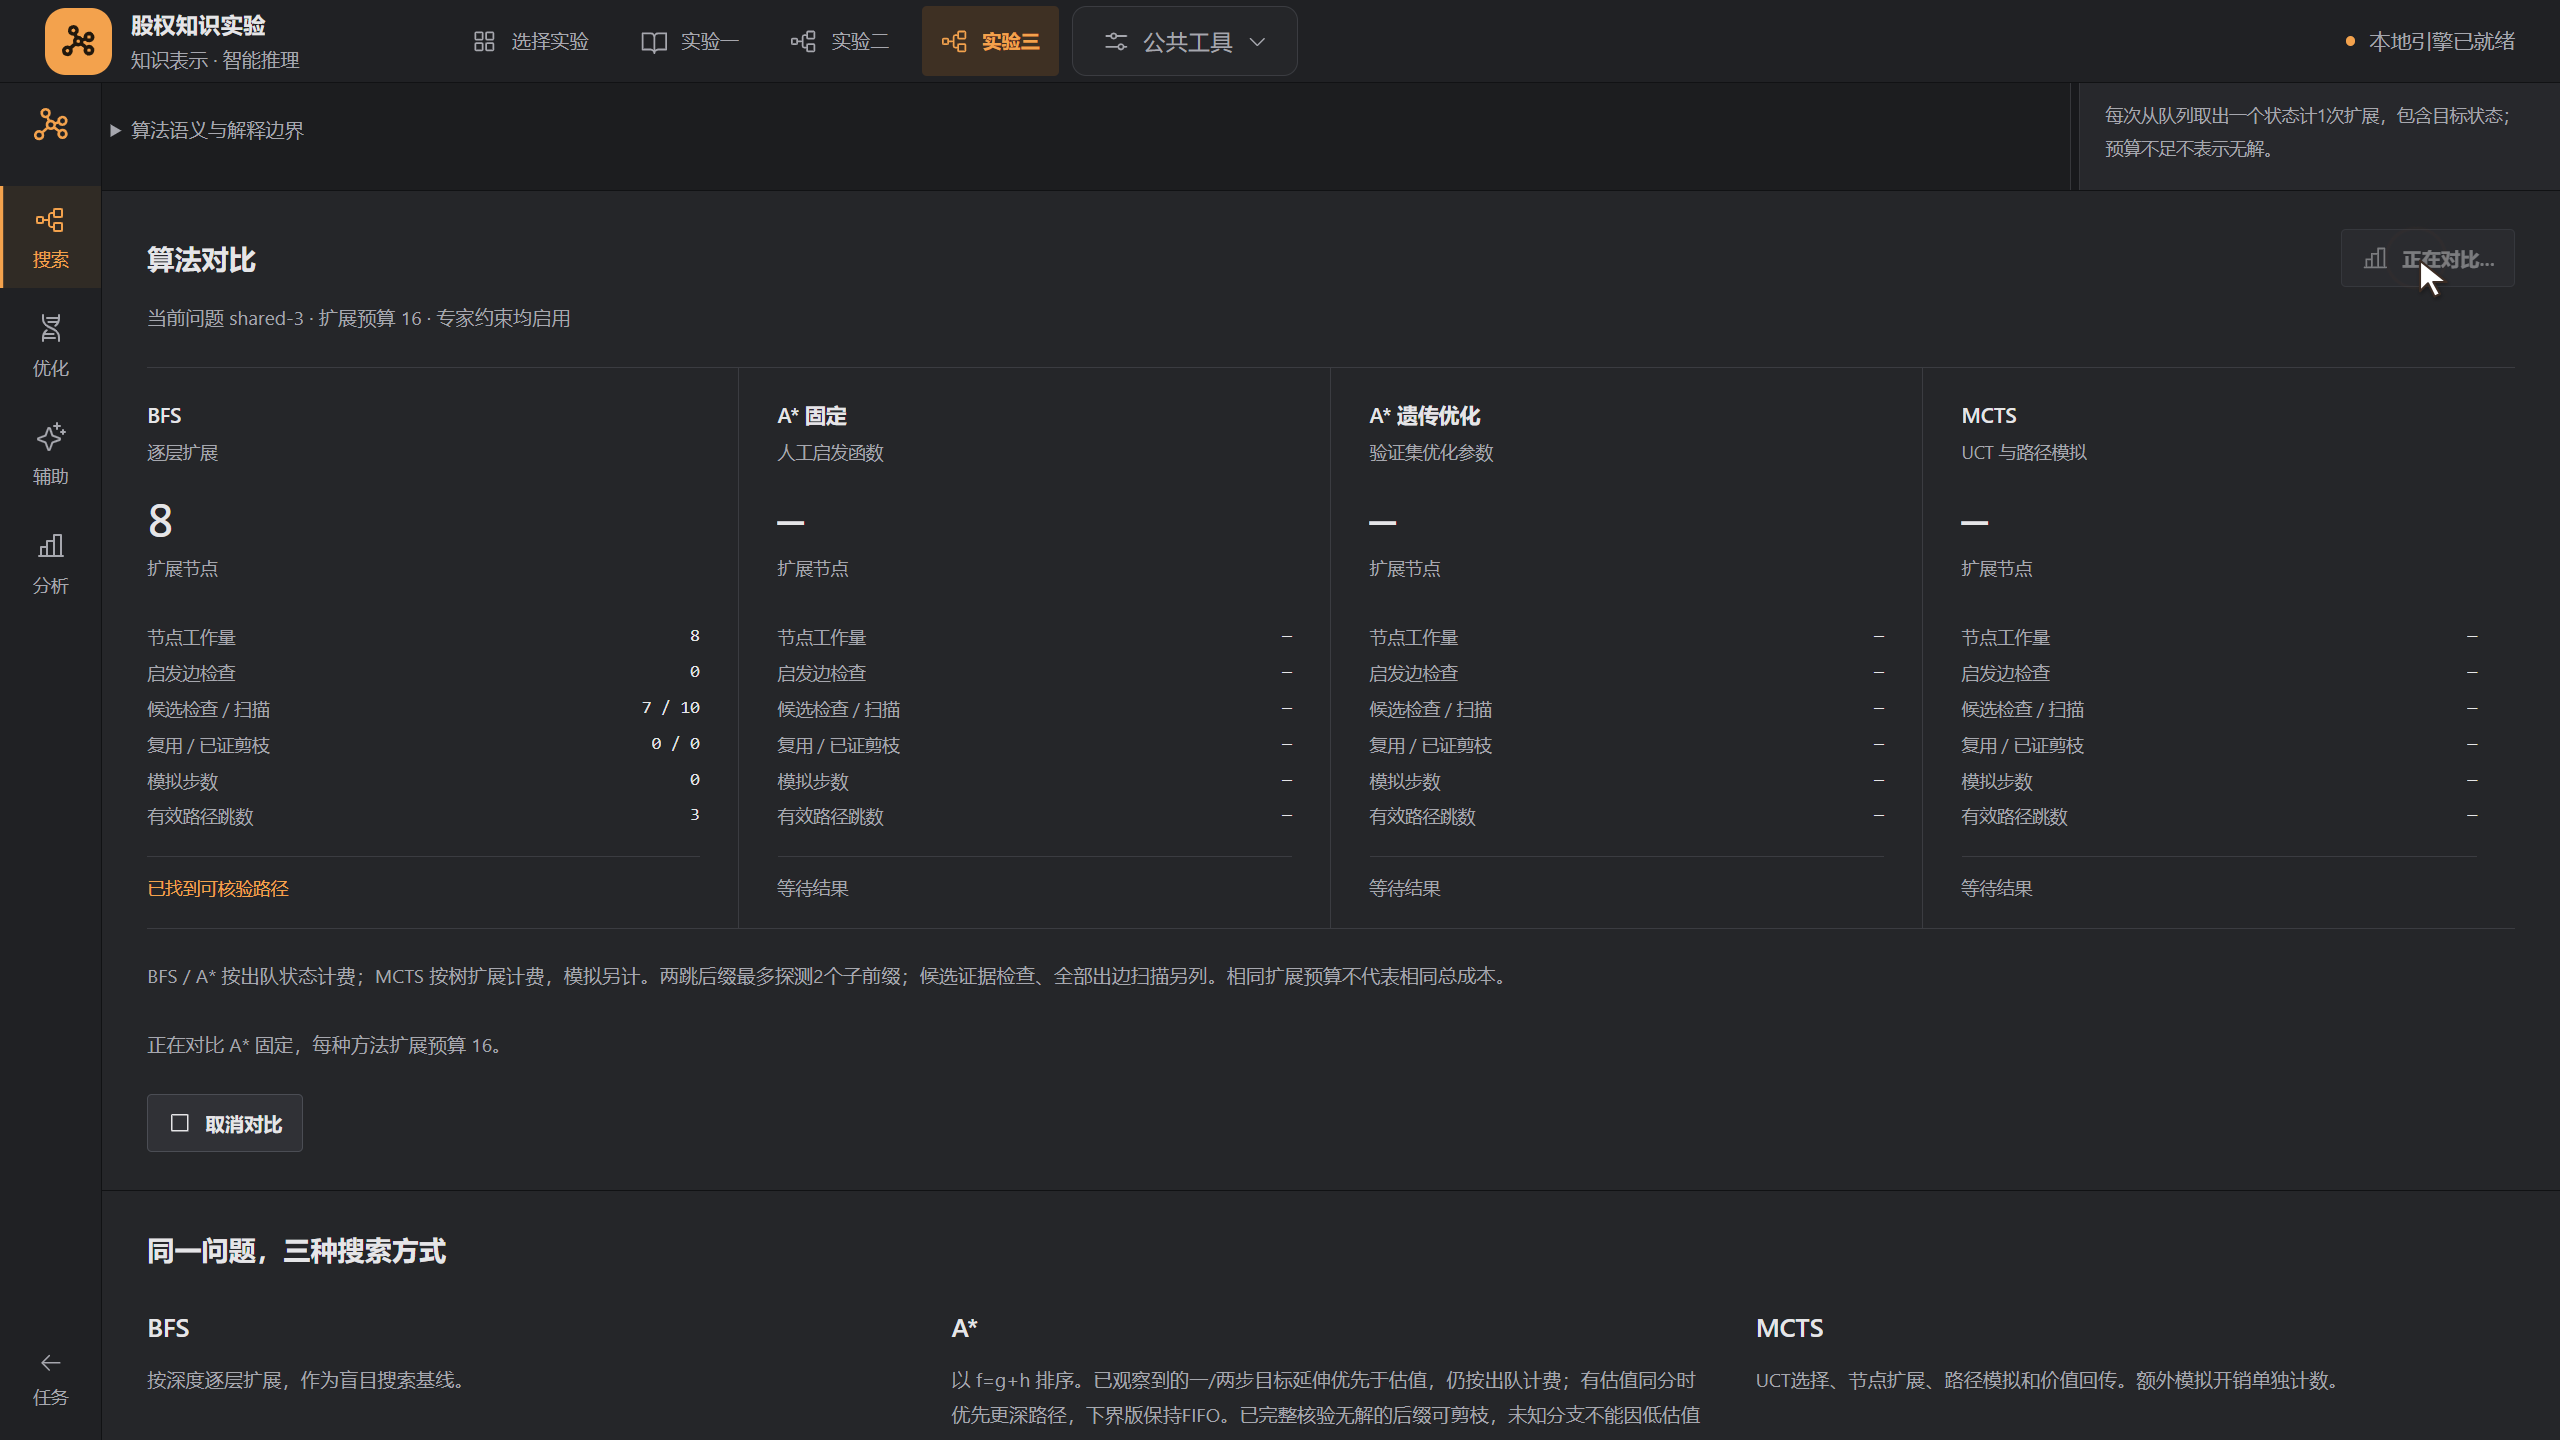 股权知识实验
知识表示 · 智能推理
选择实验
实验一
实验二
实验三
公共工具
本地引擎已就绪
搜索
优化
辅助
分析
任务
算法语义与解释边界
每次从队列取出一个状态计1次扩展，包含目标状态；
预算不足不表示无解。
算法对比
正在对比...
当前问题 shared-3 · 扩展预算 16 · 专家约束均启用
BFS
逐层扩展
8
扩展节点
节点工作量 8
启发边检查 0
候选检查 / 扫描 7 / 10
复用 / 已证剪枝 0 / 0
模拟步数 0
有效路径跳数 3
已找到可核验路径
A* 固定
人工启发函数
—
扩展节点
节点工作量 —
启发边检查 —
候选检查 / 扫描 —
复用 / 已证剪枝 —
模拟步数 —
有效路径跳数 —
等待结果
A* 遗传优化
验证集优化参数
—
扩展节点
节点工作量 —
启发边检查 —
候选检查 / 扫描 —
复用 / 已证剪枝 —
模拟步数 —
有效路径跳数 —
等待结果
MCTS
UCT 与路径模拟
—
扩展节点
节点工作量 —
启发边检查 —
候选检查 / 扫描 —
复用 / 已证剪枝 —
模拟步数 —
有效路径跳数 —
等待结果
BFS / A* 按出队状态计费；MCTS 按树扩展计费，模拟另计。两跳后缀最多探测2个子前缀；候选证据检查、全部出边扫描另列。相同扩展预算不代表相同总成本。
正在对比 A* 固定，每种方法扩展预算 16。
取消对比
同一问题，三种搜索方式
BFS
按深度逐层扩展，作为盲目搜索基线。
A*
以 f=g+h 排序。已观察到的一/两步目标延伸优先于估值，仍按出队计费；有估值同分时
优先更深路径，下界版保持FIFO。已完整核验无解的后缀可剪枝，未知分支不能因低估值
MCTS
UCT选择、节点扩展、路径模拟和价值回传。额外模拟开销单独计数。